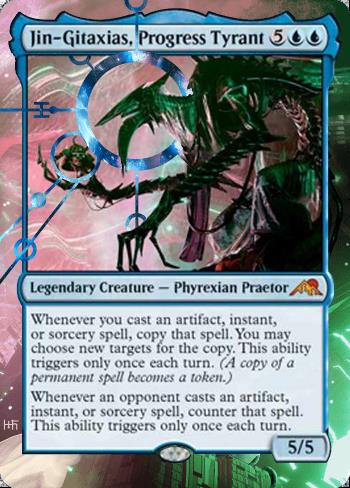 Jin-Gitaxias, Progress Tyrant 5
Legendary Creature — Phyrexian Praetor
Whenever you cast an artifact, instant,
or sorcery spell, copy that spell. You may
choose new targets for the copy. This ability
triggers only once each turn. (A copy of a
permanent spell becomes a token.)
Whenever an opponent casts an artifact,
instant, or sorcery spell, counter that spell.
This ability triggers only once each turn.
5/5